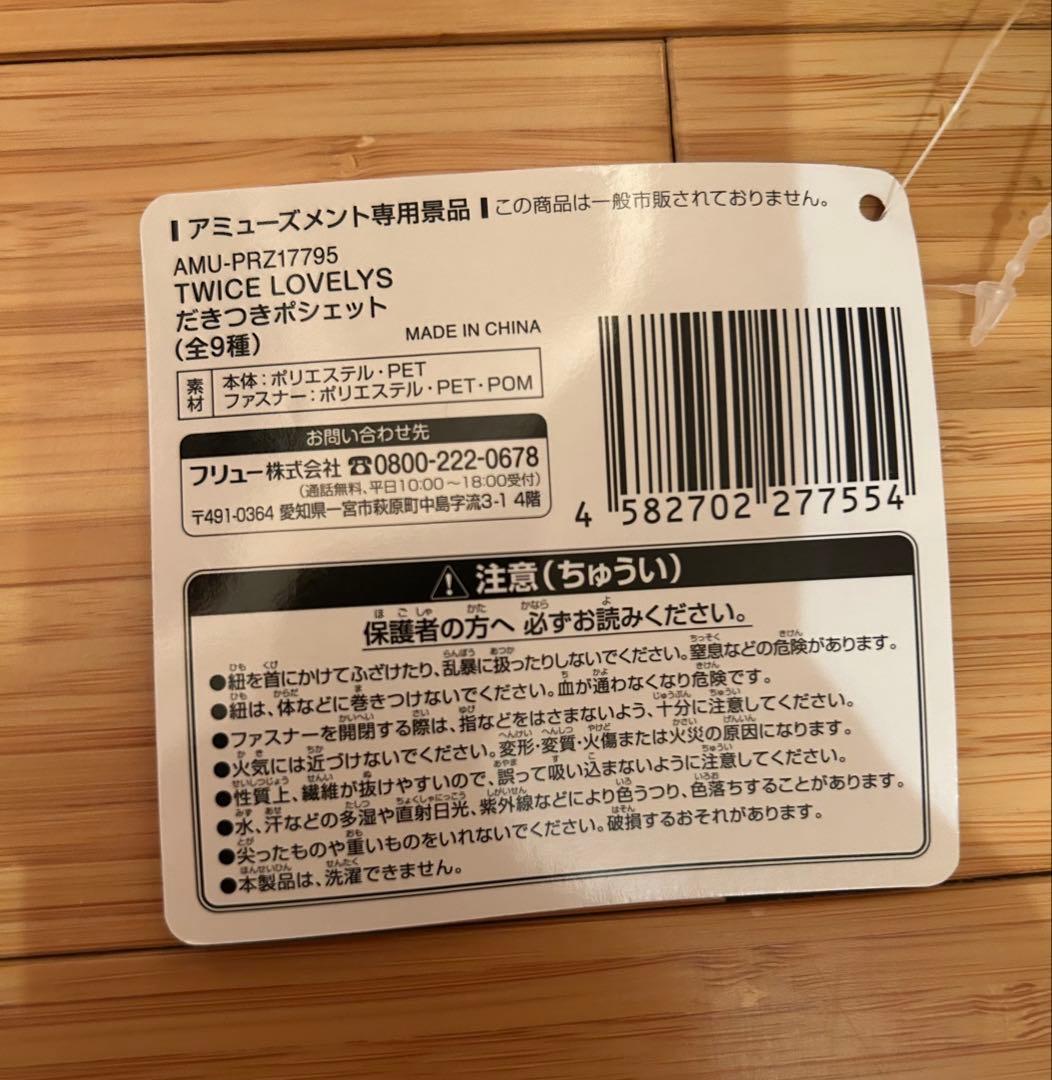 アミューズメント専用景品 この商品は一般市販されておりません。
AMU-PRZ17795
TWICE LOVELYS
だきつきポシェット
(全9種)
MADE IN CHINA
素材 本体:ポリエステル・PET
ファスナー:ポリエステル・PET・POM
お問い合わせ先
フリュー株式会社 ☎0800-222-0678
(通話無料、平日10:00〜18:00受付)
〒491-0364 愛知県一宮市萩原町中島字流3-1 4階
4 582702 277554
⚠ 注意(ちゅうい)
保護者の方へ 必ずお読みください。
●紐を首にかけてふざけたり、乱暴に扱ったりしないでください。窒息などの危険があります。
●紐は、体などに巻きつけないでください。血が通わなくなり危険です。
●ファスナーを開閉する際は、指などをはさまないよう、十分に注意してください。
●火気には近づけないでください。変形・変質・火傷または火災の原因になります。
●性質上、繊維が抜けやすいので、誤って吸い込まないように注意してください。
●水、汗などの多湿や直射日光、紫外線などにより色うつり、色落ちすることがあります。
●尖ったものや重いものをいれないでください。破損するおそれがあります。
●本製品は、洗濯できません。